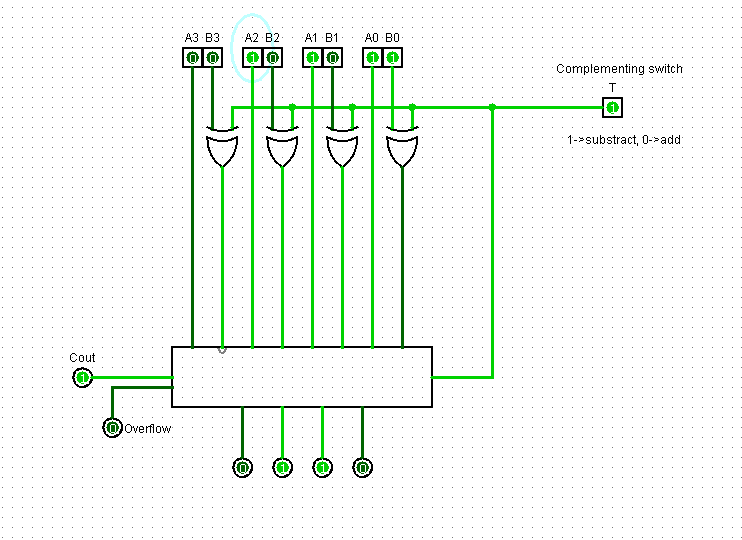 A3 B3 A2 B2 A1 B1 A0 B0
0 0 1 0 1 0 1 1
Complementing switch
T
1
1->substract, 0->add
Cout
1
0 Overflow
0 1 1 0